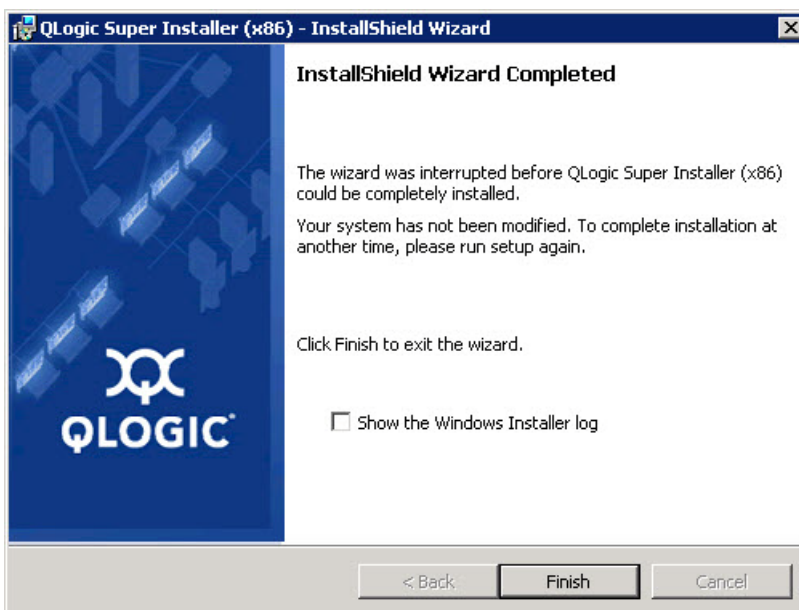 QLogic Super Installer (x86) - InstallShield Wizard
InstallShield Wizard Completed
The wizard was interrupted before QLogic Super Installer (x86)
could be completely installed.
Your system has not been modified. To complete installation at
another time, please run setup again.
Click Finish to exit the wizard.
Show the Windows Installer log
QLOGIC
< Back
Finish
Cancel